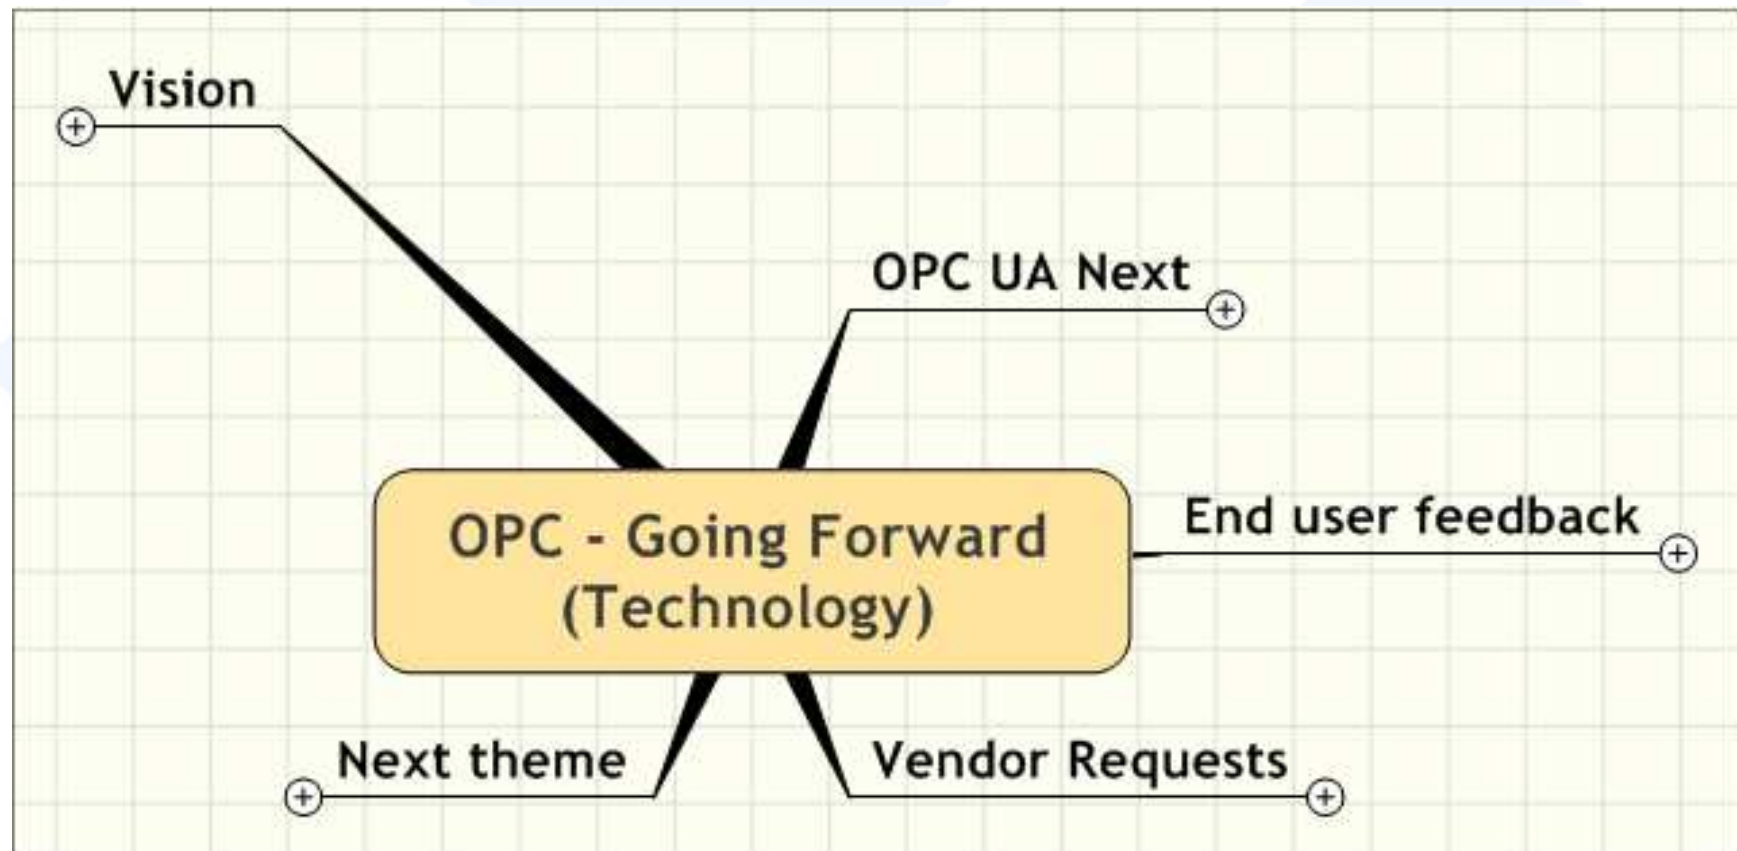 Vision
OPC UA Next
End user feedback
OPC - Going Forward
(Technology)
Next theme
Vendor Requests